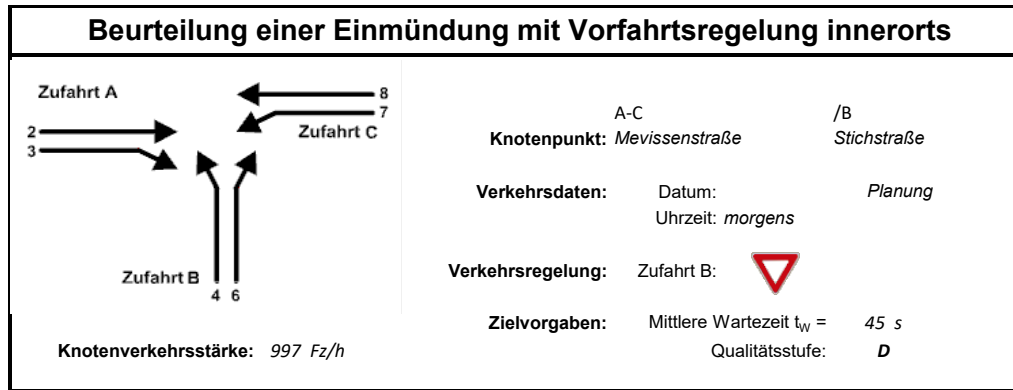 Beurteilung einer Einmündung mit Vorfahrtsregelung innerorts
Zufahrt A
8
7
Zufahrt C
2
3
Zufahrt B
4 6
Knotenverkehrsstärke: 997 Fz/h
A-C /B
Knotenpunkt: Mevissenstraße Stichstraße
Verkehrsdaten: Datum: Planung
Uhrzeit: morgens
Verkehrsregelung: Zufahrt B:
Zielvorgaben: Mittlere Wartezeit tW = 45 s
Qualitätsstufe: D